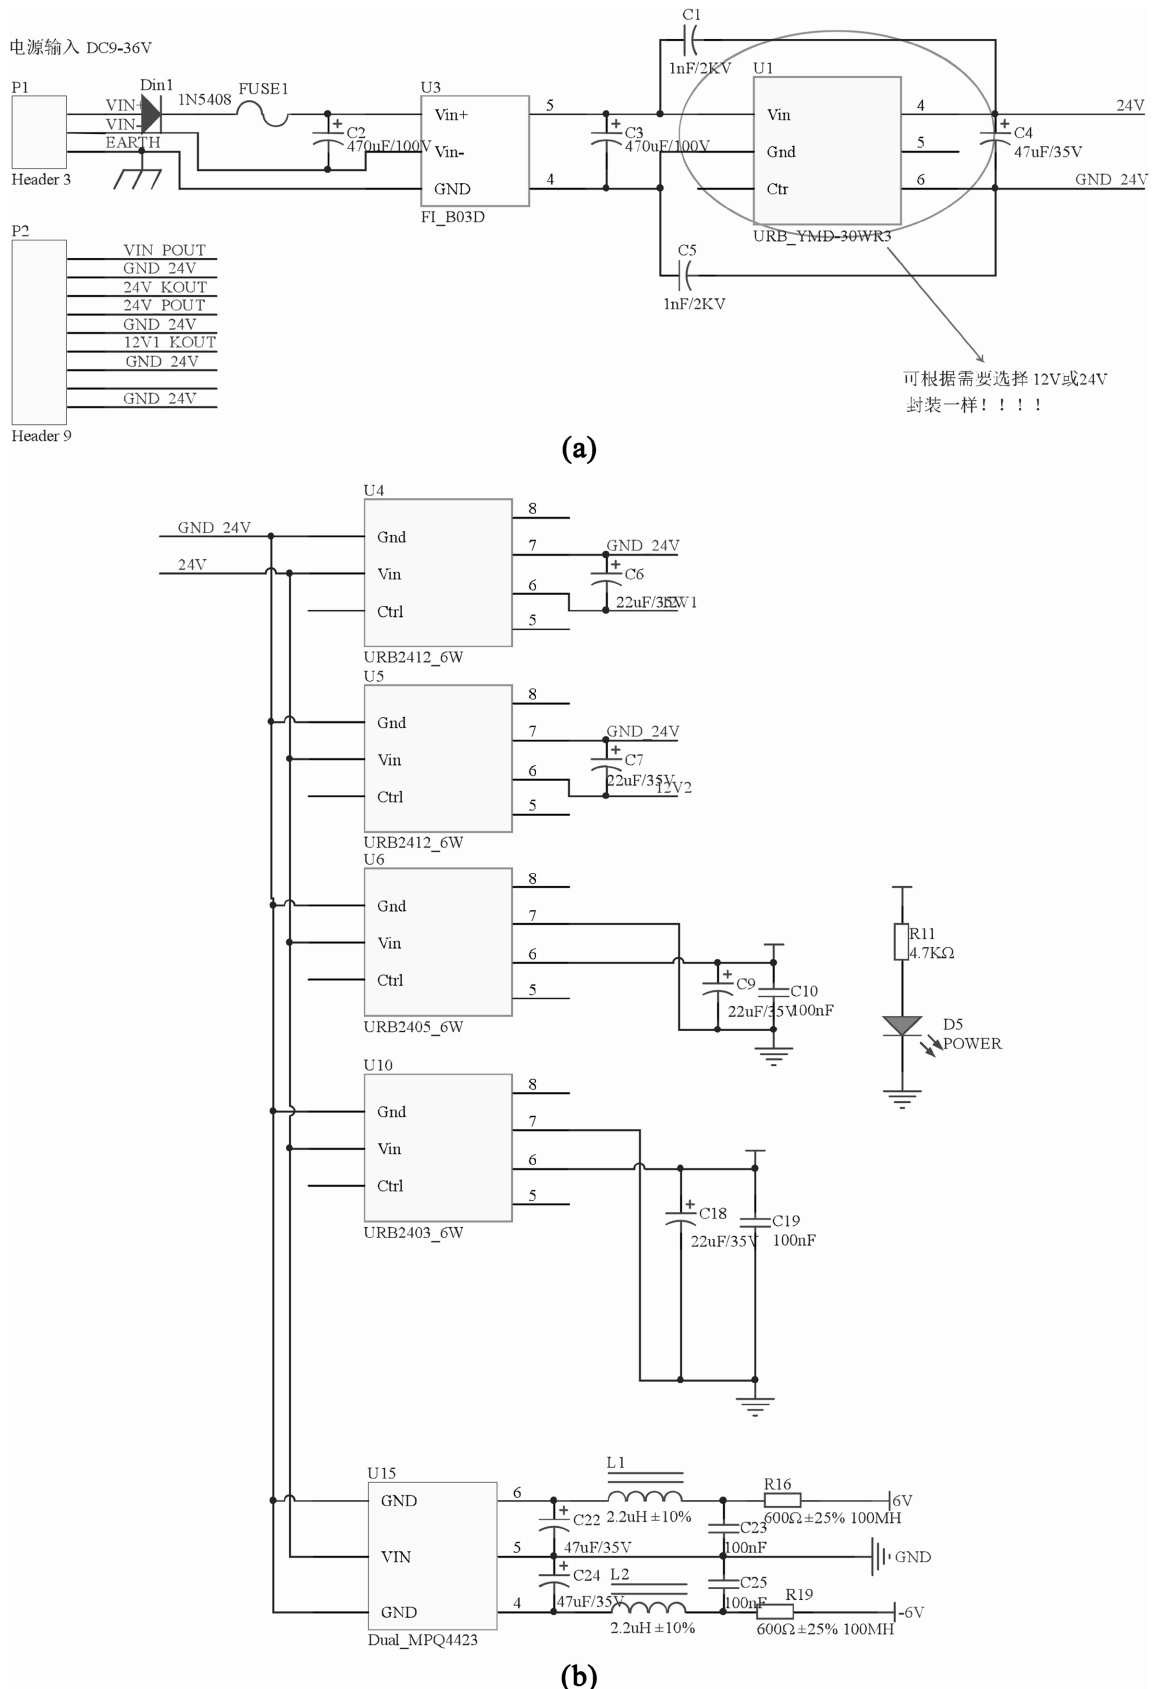 电源输入 DC9-36V
P1
VIN+
VIN-
EARTH
Header 3
Din1
1N5408
FUSE1
C2
470uF/100V
U3
Vin+
Vin-
GND
5
4
FI_B03D
C3
470uF/100V
C1
1nF/2KV
U1
Vin
Gnd
Ctr
4
5
6
URB_YMD-30WR3
C4
47uF/35V
24V
GND_24V
C5
1nF/2KV
可根据需要选择 12V或24V
封装一样！！！！
P2
VIN_POUT
GND_24V
24V_KOUT
24V_POUT
GND_24V
12V1_KOUT
GND_24V
GND_24V
Header 9
(a)
GND_24V
24V
U4
Gnd
Vin
Ctrl
8
7
6
5
URB2412_6W
GND_24V
C6
22uF/35V
12V1
U5
Gnd
Vin
Ctrl
8
7
6
5
URB2412_6W
GND_24V
C7
22uF/35V
12V2
U6
Gnd
Vin
Ctrl
8
7
6
5
URB2405_6W
C9
22uF/35V
C10
100nF
R11
4.7KΩ
D5
POWER
U10
Gnd
Vin
Ctrl
8
7
6
5
URB2403_6W
C18
22uF/35V
C19
100nF
U15
GND
VIN
GND
6
5
4
Dual_MPQ4423
C22
47uF/35V
C24
47uF/35V
L1
2.2uH ±10%
L2
2.2uH ±10%
C23
100nF
C25
100nF
R16
600Ω ±25% 100MH
R19
600Ω ±25% 100MH
6V
GND
-6V
(b)